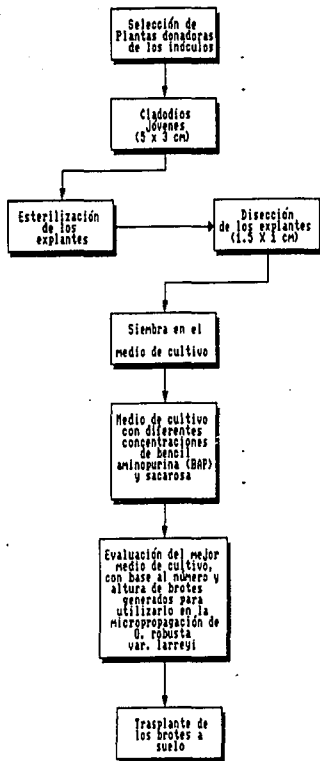 Selección de
Plantas donadoras
de los inóculos
Cladodios
Jóvenes
(5 x 3 cm)
Esterilización
de los
explantes
Disección
de los explantes
(1.5 X 1 cm)
Siembra en el
medio de cultivo
Medio de cultivo
con diferentes
concentraciones
de bencil
aminopurina (BAP)
y sacarosa
Evaluación del mejor
medio de cultivo,
con base al número y
altura de brotes
generados para
utilizarlo en la
micropropagación de
O. robusta
var. larreyi
Trasplante de
los brotes a
suelo